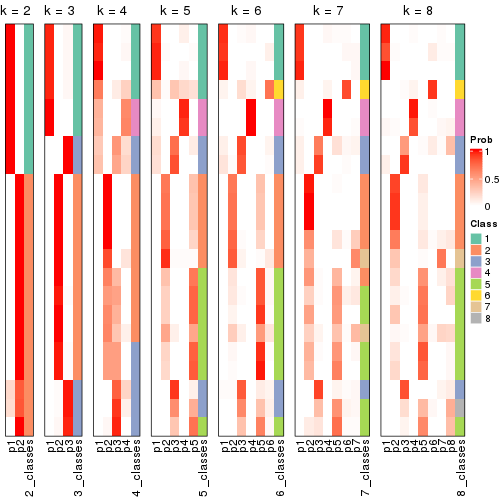 k = 2 k = 3 k = 4 k = 5 k = 6 k = 7 k = 8
Prob
1
0.5
0
Class
1
2
3
4
5
6
7
8
p1 p2 2_classes
p1 p2 p3 3_classes
p1 p2 p3 p4 4_classes
p1 p2 p3 p4 p5 5_classes
p1 p2 p3 p4 p5 p6 6_classes
p1 p2 p3 p4 p5 p6 p7 7_classes
p1 p2 p3 p4 p5 p6 p7 p8 8_classes